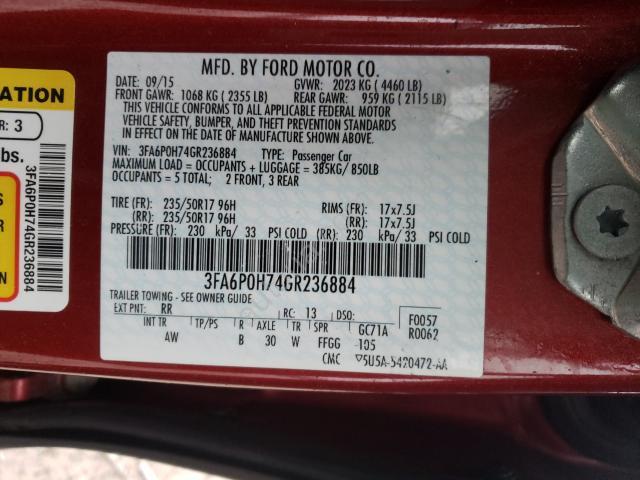 MFD. BY FORD MOTOR CO.
DATE: 09/15 GVWR: 2023 KG ( 4460 LB)
FRONT GAWR: 1068 KG ( 2355 LB) REAR GAWR: 959 KG ( 2115 LB)
THIS VEHICLE CONFORMS TO ALL APPLICABLE FEDERAL MOTOR
VEHICLE SAFETY, BUMPER, AND THEFT PREVENTION STANDARDS
IN EFFECT ON THE DATE OF MANUFACTURE SHOWN ABOVE.
VIN: 3FA6P0H74GR236884 TYPE: Passenger Car
MAXIMUM LOAD = OCCUPANTS + LUGGAGE = 385KG/ 850LB
OCCUPANTS = 5 TOTAL; 2 FRONT, 3 REAR
TIRE (FR): 235/50R17 96H RIMS (FR): 17x7.5J
(RR): 235/50R17 96H (RR): 17x7.5J
PRESSURE (FR): 230 kPa/ 33 PSI COLD (RR): 230 kPa/ 33 PSI COLD
3FA6P0H74GR236884
TRAILER TOWING - SEE OWNER GUIDE
EXT PNT: RR RC: 13 DSO: F0057
INT TR TP/PS R AXLE TR SPR GC71A R0062
4W B 30 W FFGG 105
CMC ▽5U5A-5420472-AA
ATION
R: 3
bs.
3FA6P0H74GR236884